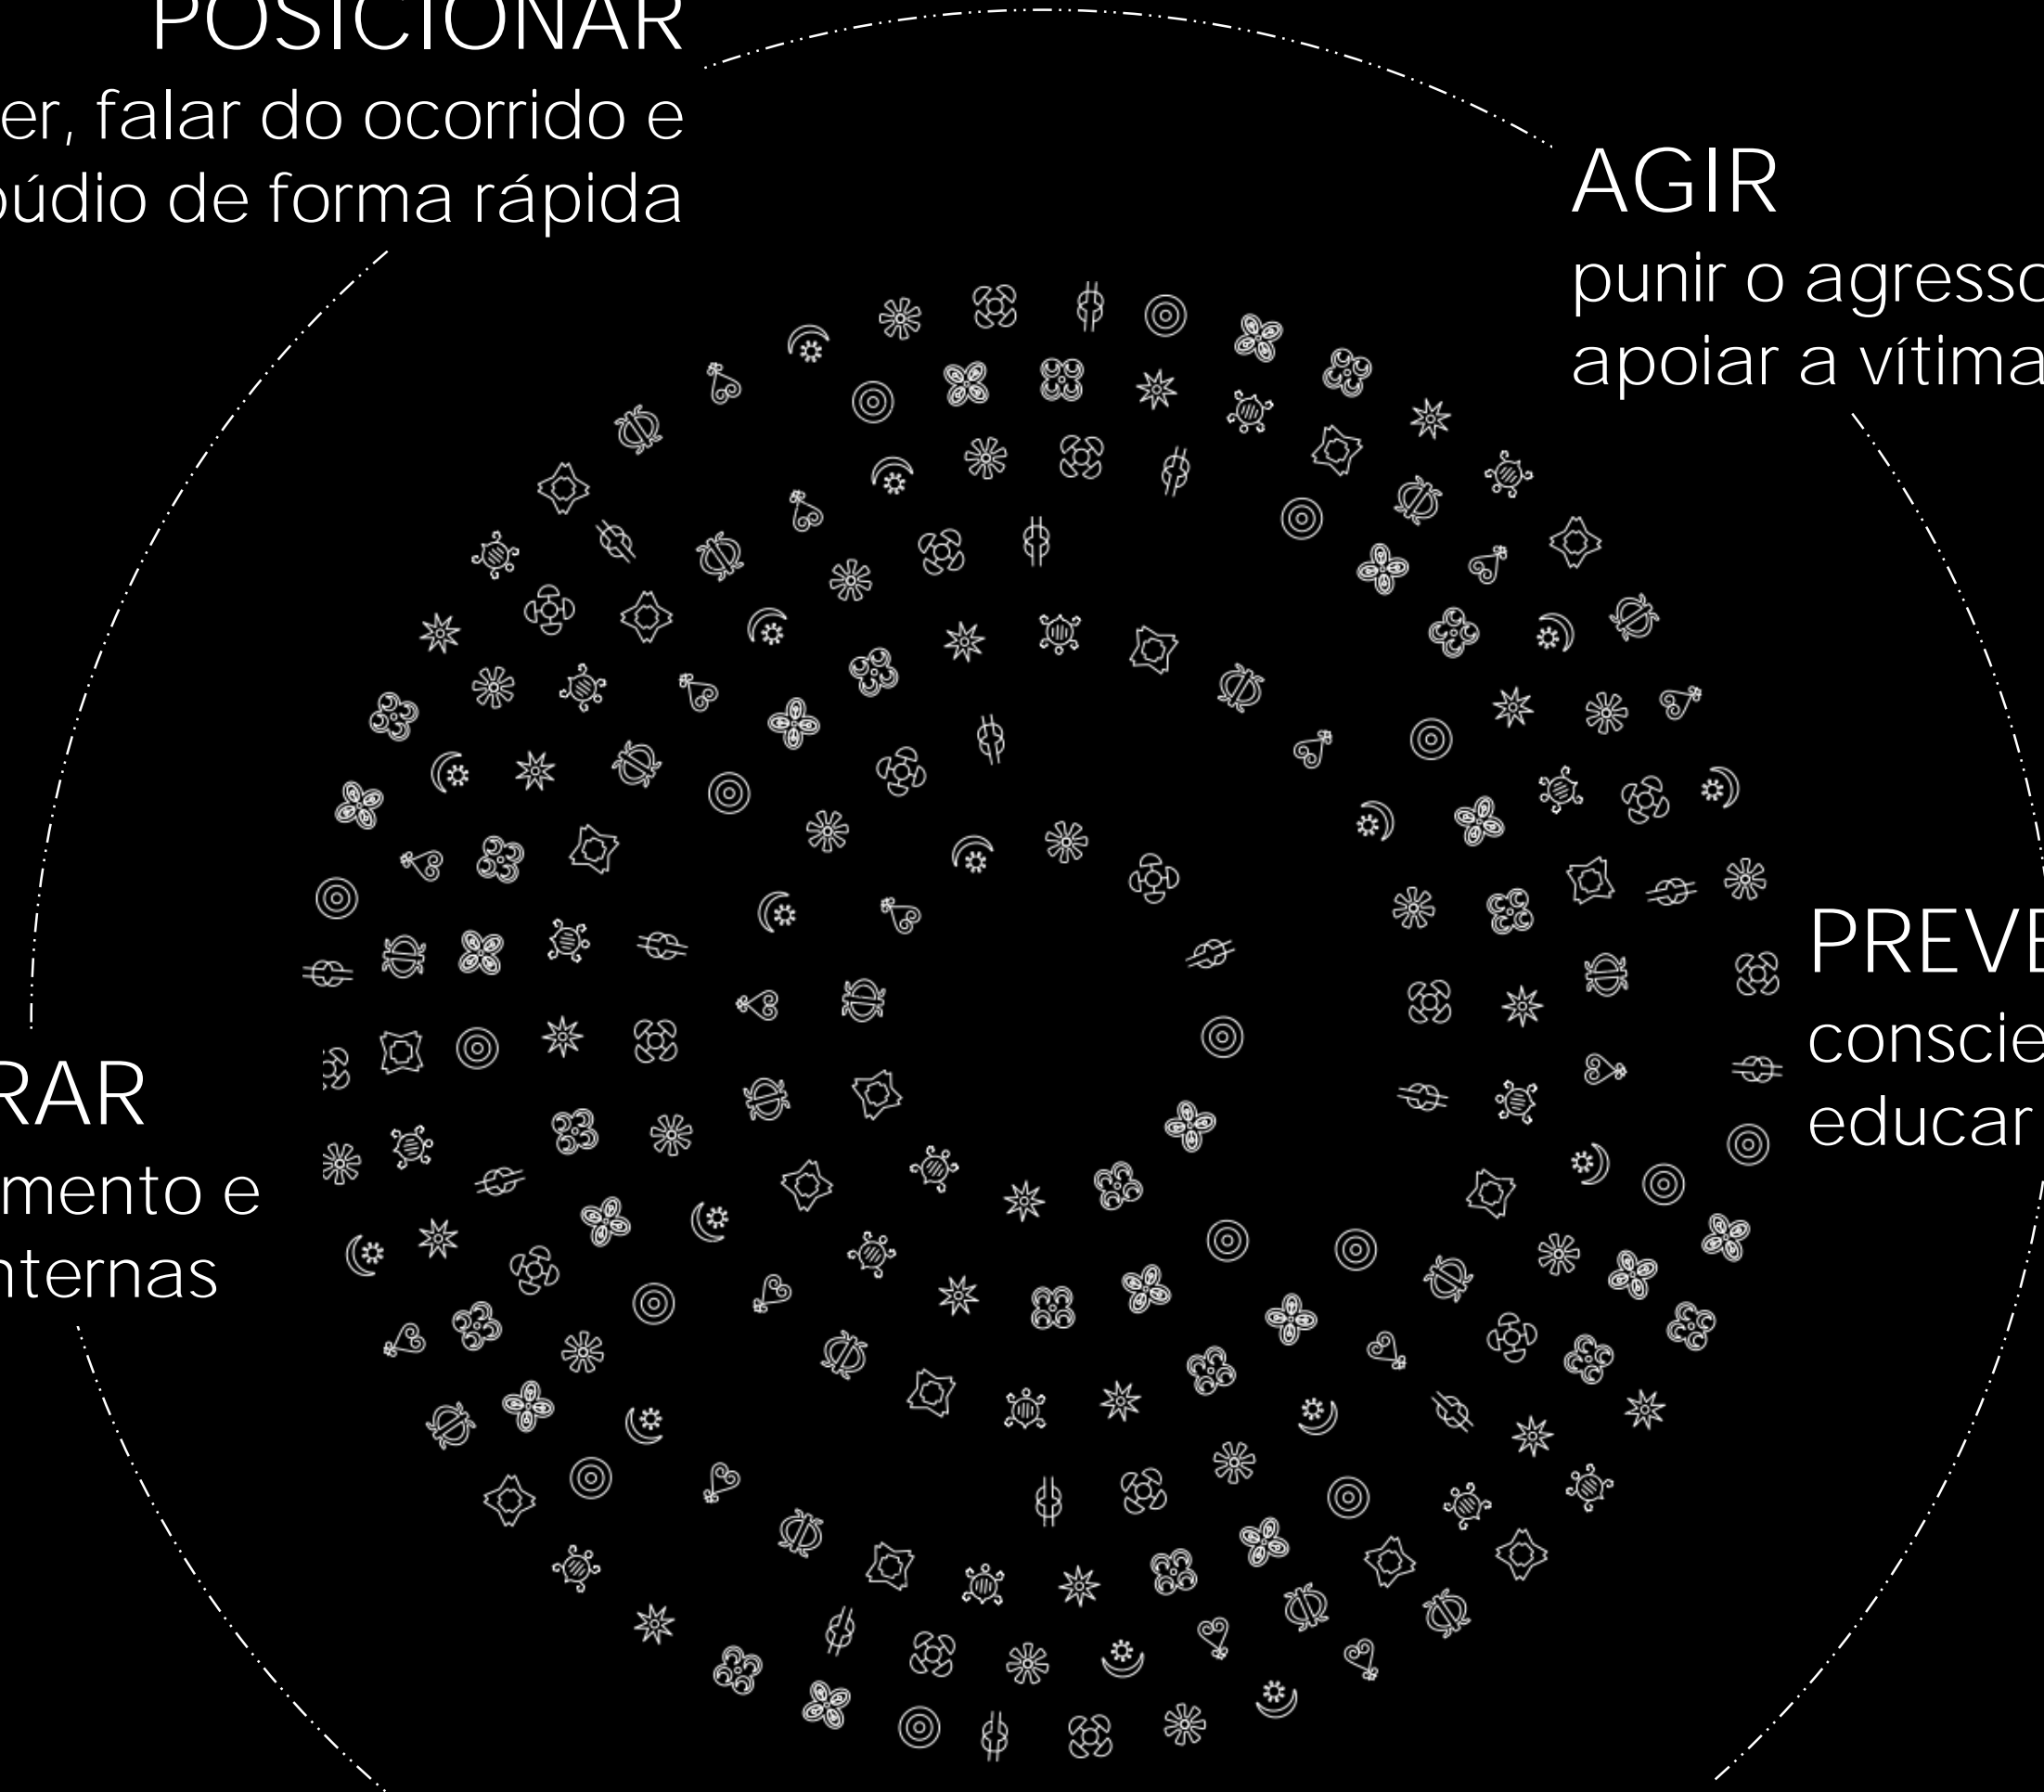 POSICIONAR
er, falar do ocorrido e
púdio de forma rápida
AGIR
punir o agresso
apoiar a vítima
PREVE
conscie
educar
RAR
mento e
nternas